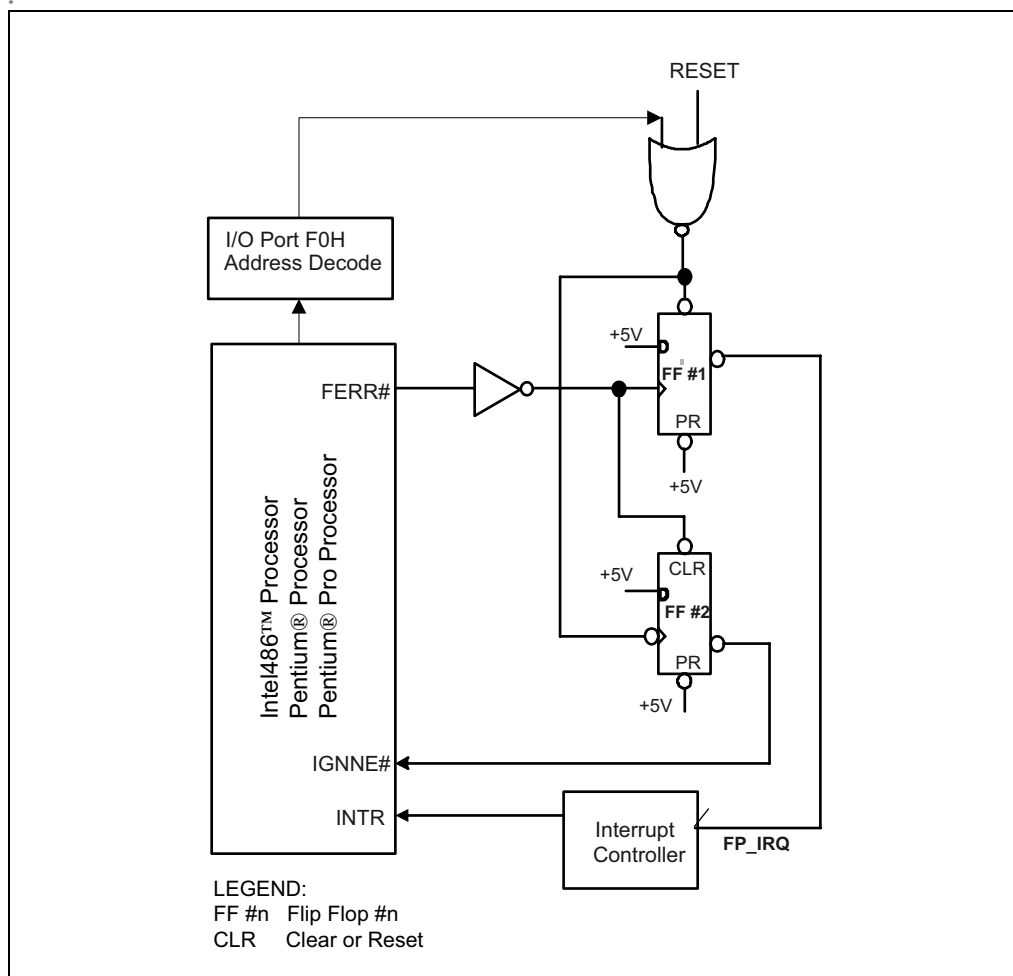 RESET
I/O Port F0H
Address Decode
+5V
FF #1
FERR#
PR
+5V
Intel486™ Processor
Pentium® Processor
Pentium® Pro Processor
CLR
+5V
FF #2
PR
+5V
IGNNE#
INTR
Interrupt
Controller
FP_IRQ
LEGEND:
FF #n Flip Flop #n
CLR Clear or Reset